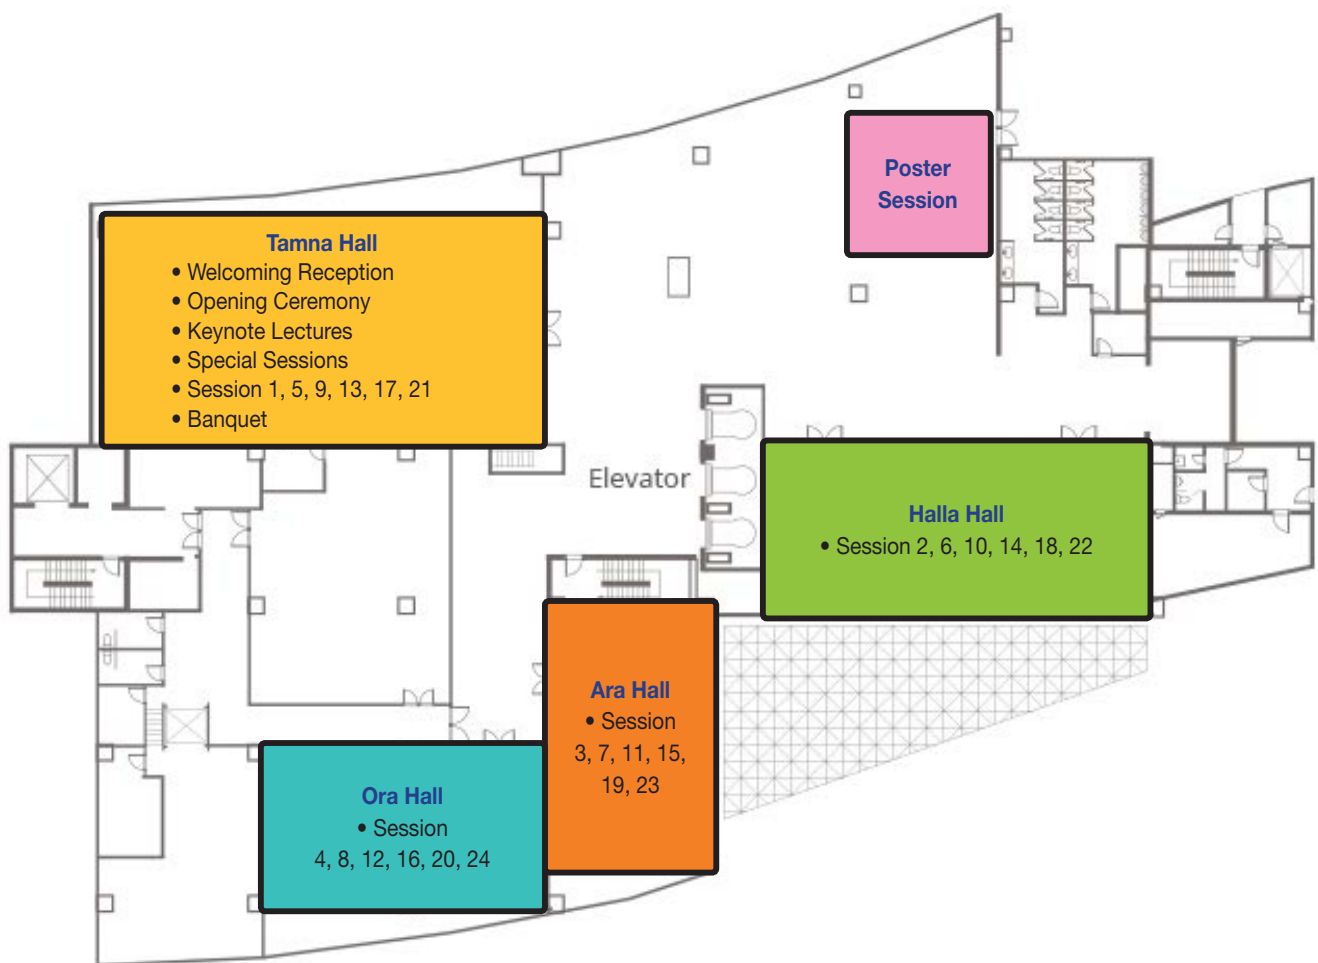 Poster
Session
Tamna Hall
• Welcoming Reception
• Opening Ceremony
• Keynote Lectures
• Special Sessions
• Session 1, 5, 9, 13, 17, 21
• Banquet
Elevator
Halla Hall
• Session 2, 6, 10, 14, 18, 22
Ara Hall
• Session
3, 7, 11, 15,
19, 23
Ora Hall
• Session
4, 8, 12, 16, 20, 24